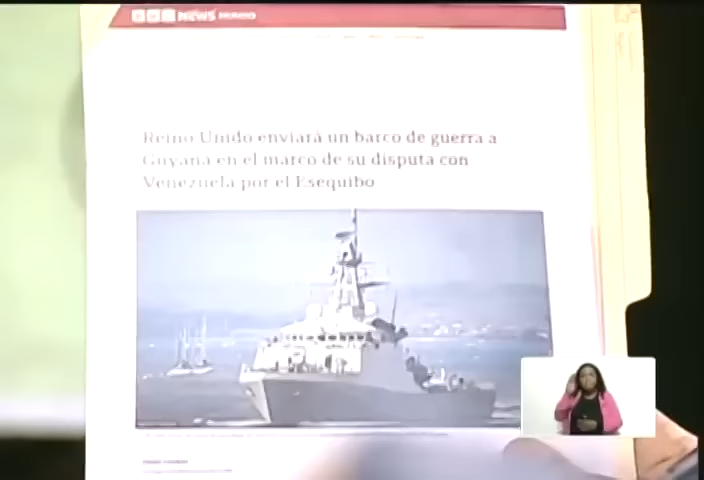 BBC NEWS MUNDO
Reino Unido enviará un barco de guerra a
Guyana en el marco de su disputa con
Venezuela por el Esequibo